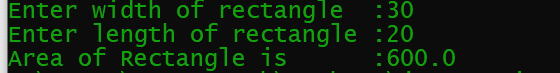 Enter width of rectangle  :30
Enter length of rectangle :20
Area of Rectangle is      :600.0